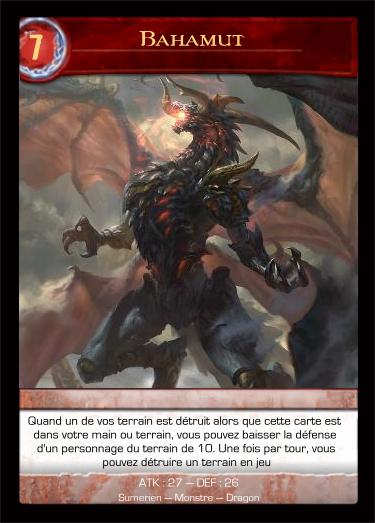 7
Bahamut
Quand un de vos terrain est détruit alors que cette carte est
dans votre main ou terrain, vous pouvez baisser la défense
d'un personnage du terrain de 10. Une fois par tour, vous
pouvez détruire un terrain en jeu
ATK : 27 — DEF : 26
Sumenen — Monstre — Dragon